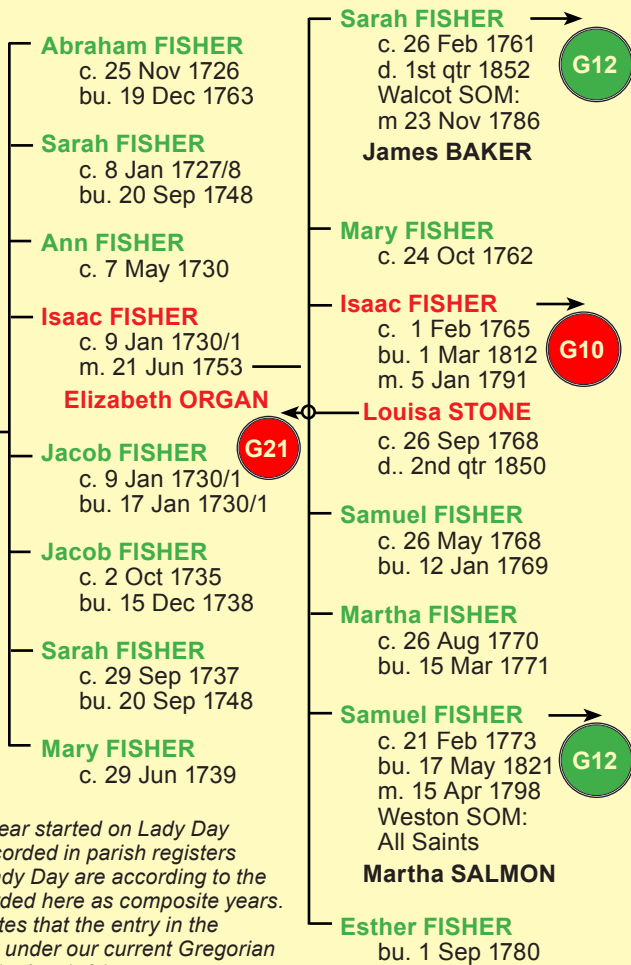 Abraham FISHER
c. 25 Nov 1726
bu. 19 Dec 1763
Sarah FISHER
c. 8 Jan 1727/8
bu. 20 Sep 1748
Ann FISHER
c. 7 May 1730
Isaac FISHER
c. 9 Jan 1730/1
m. 21 Jun 1753
Elizabeth ORGAN
G21
Jacob FISHER
c. 9 Jan 1730/1
bu. 17 Jan 1730/1
Jacob FISHER
c. 2 Oct 1735
bu. 15 Dec 1738
Sarah FISHER
c. 29 Sep 1737
bu. 20 Sep 1748
Mary FISHER
c. 29 Jun 1739
ear started on Lady Day
corded in parish registers
dy Day are according to the
ded here as composite years.
tes that the entry in the
under our current Gregorian
Sarah FISHER
c. 26 Feb 1761
d. 1st qtr 1852
Walcot SOM:
m 23 Nov 1786
James BAKER
G12
Mary FISHER
c. 24 Oct 1762
Isaac FISHER
c. 1 Feb 1765
bu. 1 Mar 1812
m. 5 Jan 1791
G10
Louisa STONE
c. 26 Sep 1768
d.. 2nd qtr 1850
Samuel FISHER
c. 26 May 1768
bu. 12 Jan 1769
Martha FISHER
c. 26 Aug 1770
bu. 15 Mar 1771
Samuel FISHER
c. 21 Feb 1773
bu. 17 May 1821
m. 15 Apr 1798
Weston SOM:
All Saints
Martha SALMON
G12
Esther FISHER
bu. 1 Sep 1780